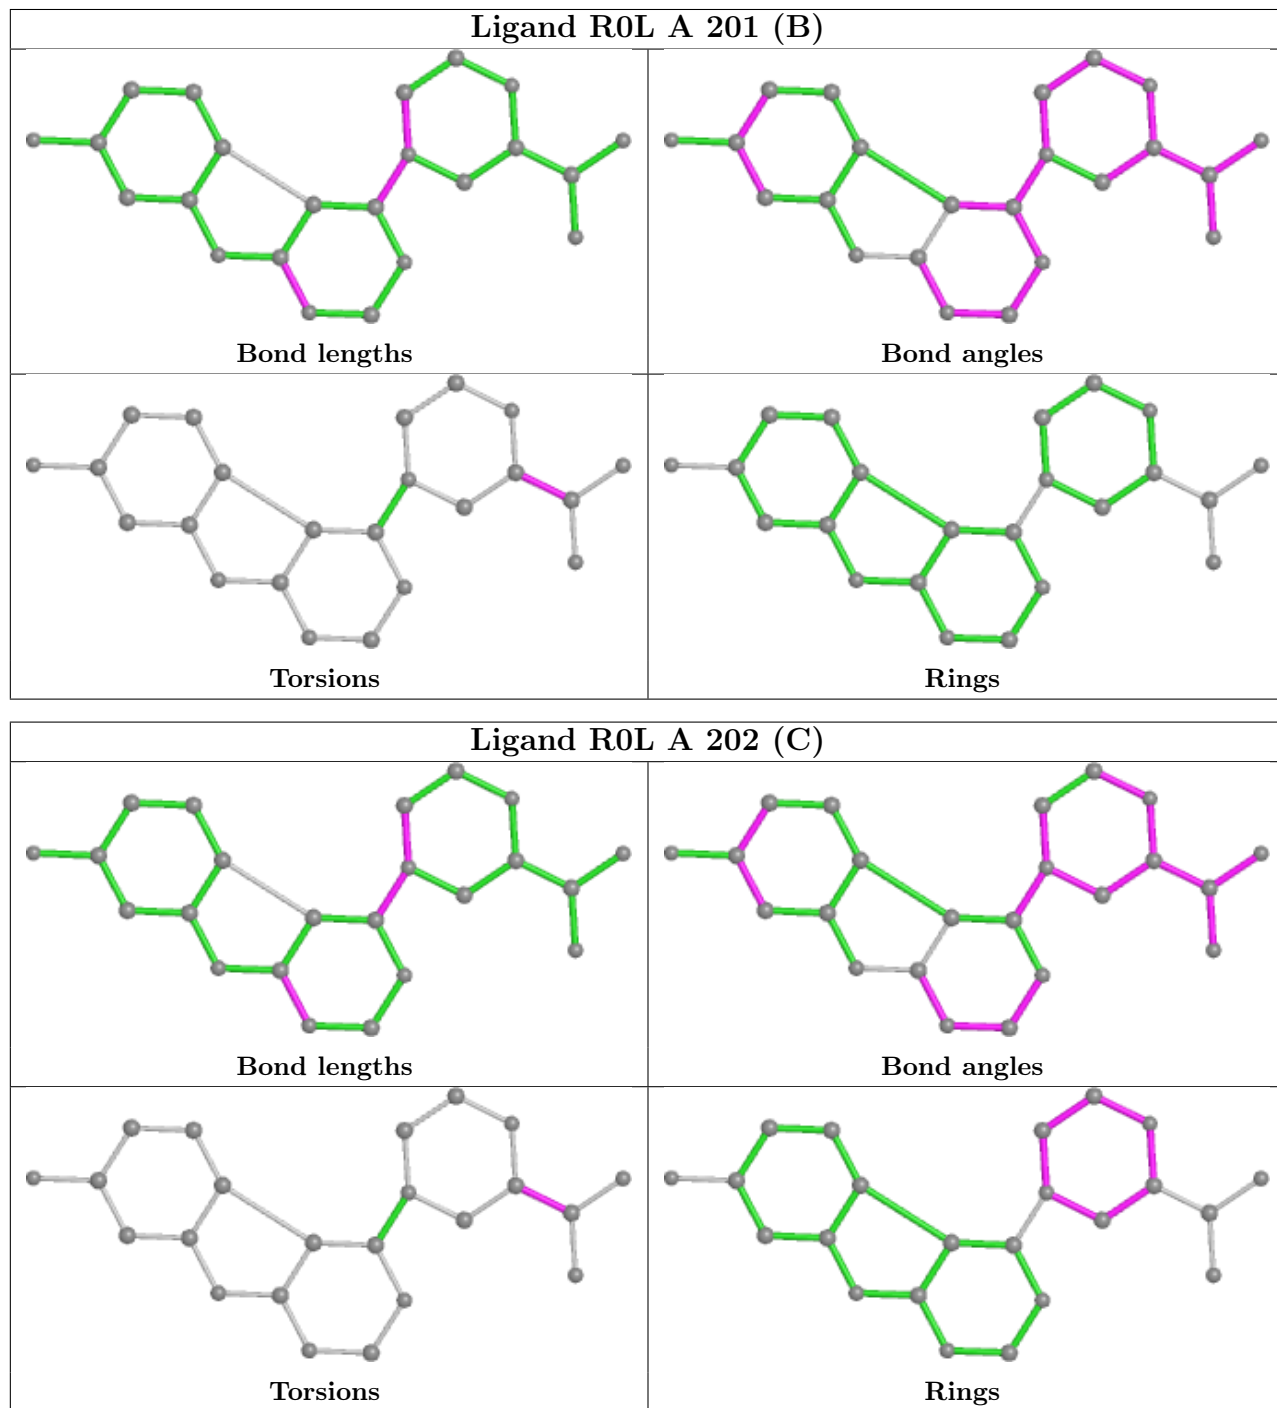 Ligand R0L A 201 (B)
Bond lengths
Bond angles
Torsions
Rings
Ligand R0L A 202 (C)
Bond lengths
Bond angles
Torsions
Rings